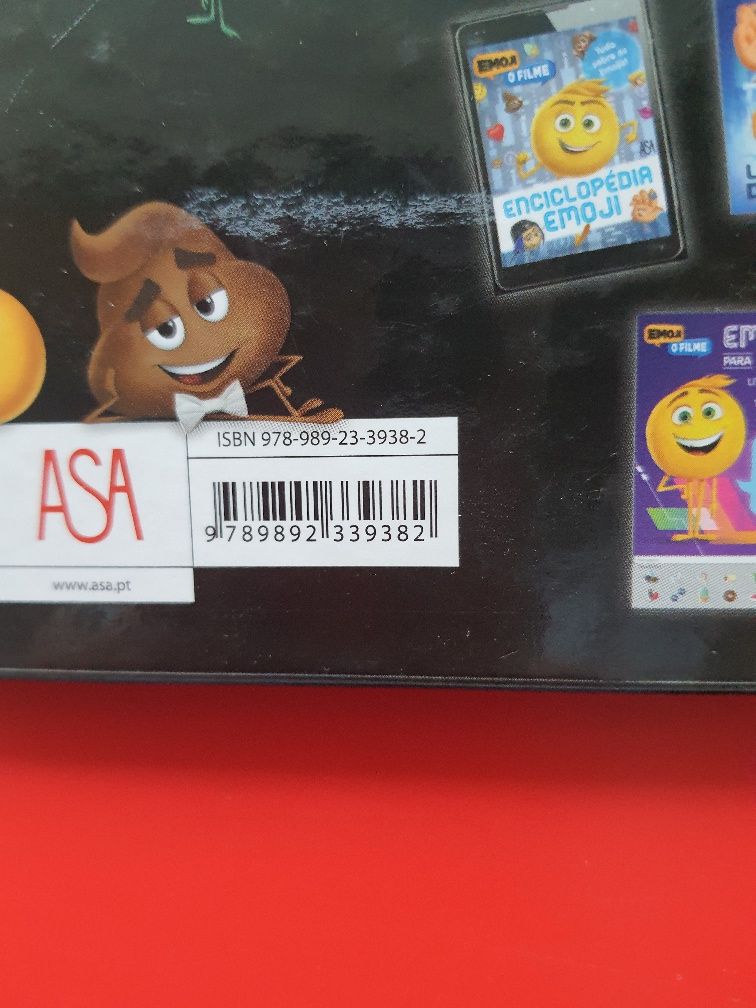 EMOJI
O FILME
Tudo
sobre os
Emojis!
ASA
ENCICLOPÉDIA
EMOJI
EMOJI
O FILME
PARA
ISBN 978-989-23-3938-2
ASA
9 789892 339382
www.asa.pt